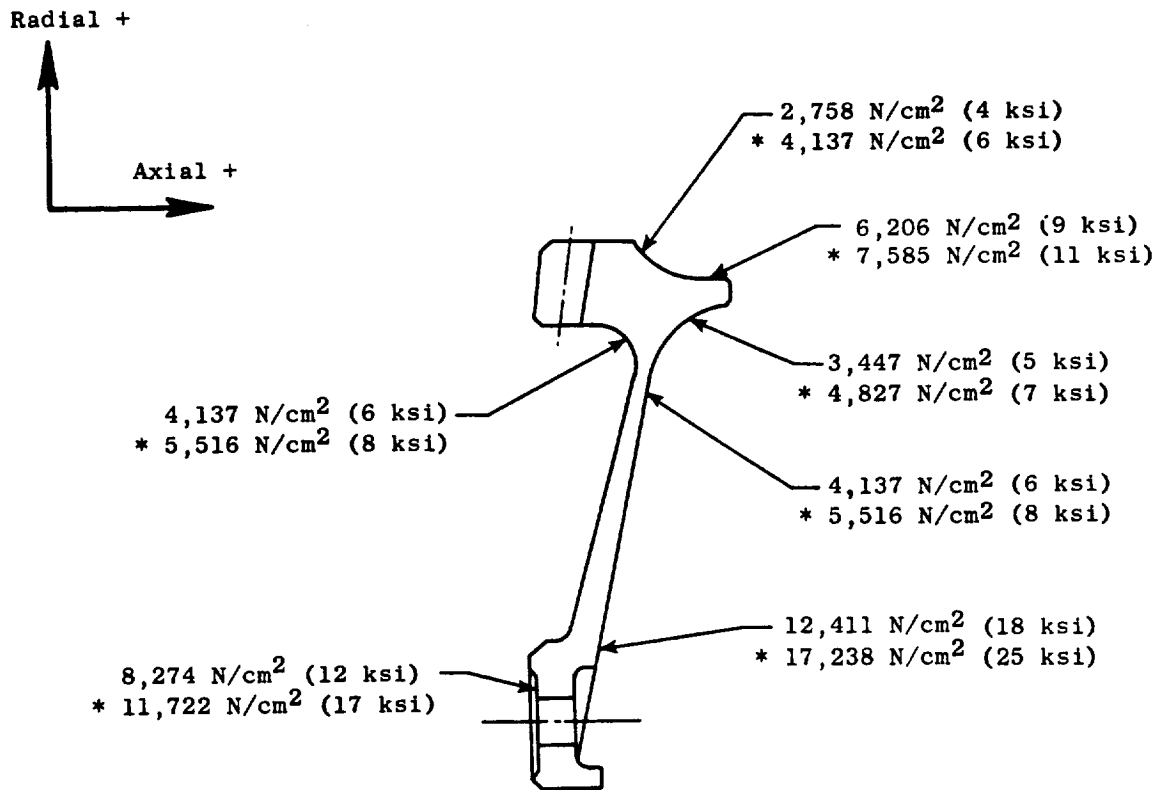 Radial +
Axial +
2,758 N/cm² (4 ksi)
* 4,137 N/cm² (6 ksi)
6,206 N/cm² (9 ksi)
* 7,585 N/cm² (11 ksi)
3,447 N/cm² (5 ksi)
* 4,827 N/cm² (7 ksi)
4,137 N/cm² (6 ksi)
* 5,516 N/cm² (8 ksi)
4,137 N/cm² (6 ksi)
* 5,516 N/cm² (8 ksi)
12,411 N/cm² (18 ksi)
* 17,238 N/cm² (25 ksi)
8,274 N/cm² (12 ksi)
* 11,722 N/cm² (17 ksi)